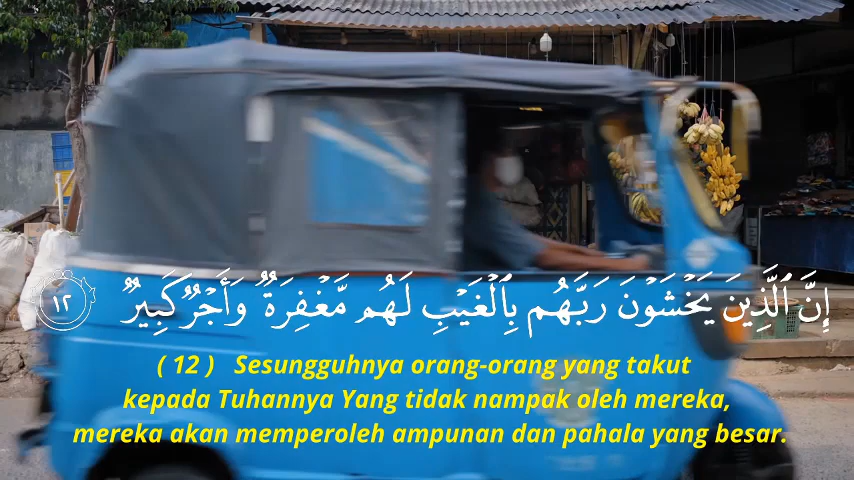 إِنَّ ٱلَّذِينَ يَخْشَوْنَ رَبَّهُم بِٱلْغَيْبِ لَهُم مَّغْفِرَةٌ وَأَجْرٌ كَبِيرٌ ١٢
( 12 ) Sesungguhnya orang-orang yang takut
kepada Tuhannya Yang tidak nampak oleh mereka,
mereka akan memperoleh ampunan dan pahala yang besar.